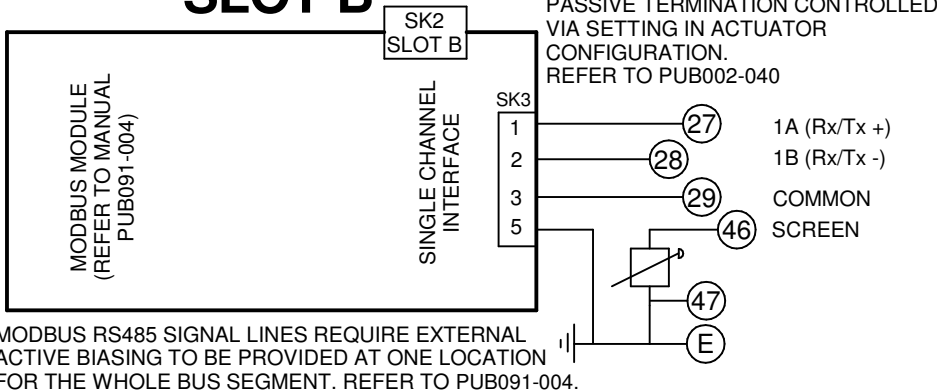 SLOT B
PASSIVE TERMINATION CONTROLLED
VIA SETTING IN ACTUATOR
CONFIGURATION.
REFER TO PUB002-040
SK2
SLOT B
MODBUS MODULE
(REFER TO MANUAL
PUB091-004)
SINGLE CHANNEL
INTERFACE
SK3
1
27
1A (Rx/Tx +)
2
28
1B (Rx/Tx -)
3
29
COMMON
5
46
SCREEN
47
E
MODBUS RS485 SIGNAL LINES REQUIRE EXTERNAL
ACTIVE BIASING TO BE PROVIDED AT ONE LOCATION
FOR THE WHOLE BUS SEGMENT. REFER TO PUB091-004.